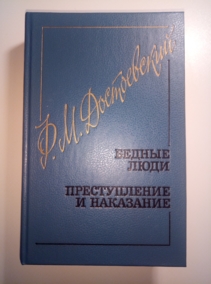 Ф. М. Достоевский
БЕДНЫЕ
ЛЮДИ
ПРЕСТУПЛЕНИЕ
И НАКАЗАНИЕ